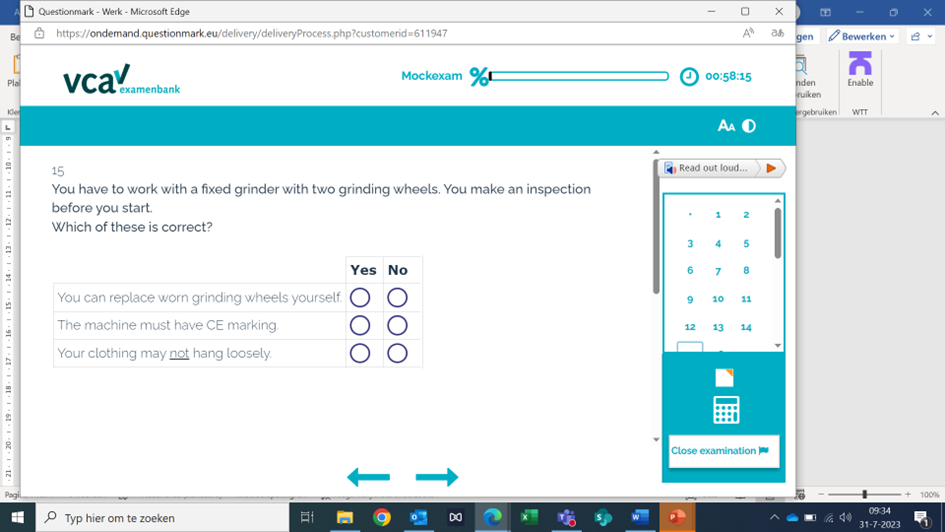 Questionmark - Werk - Microsoft Edge
https://ondemand.questionmark.eu/delivery/deliveryProcess.php?customerid=611947
vca examenbank
Mockexam
%
00:58:15
AA
15
You have to work with a fixed grinder with two grinding wheels. You make an inspection
before you start.
Which of these is correct?
Yes No
You can replace worn grinding wheels yourself.
The machine must have CE marking.
Your clothing may not hang loosely.
Read out loud...
1 2
3 4 5
6 7 8
9 10 11
12 13 14
Close examination
Bewerken
Enable
WTT
100%
Typ hier om te zoeken
09:34
31-7-2023